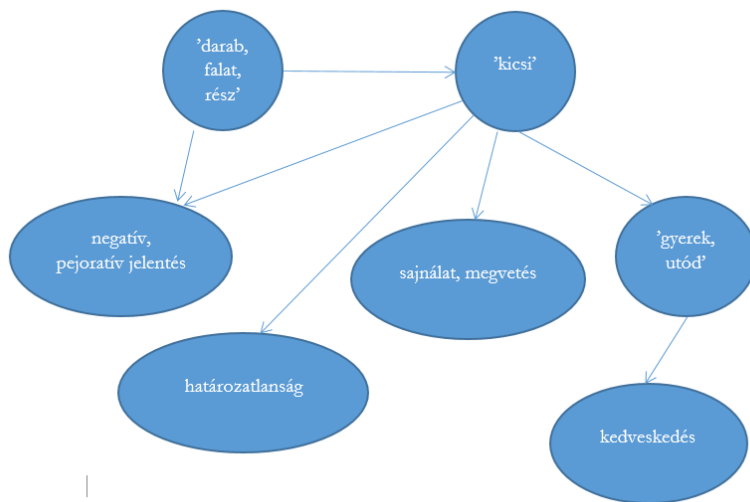 ’darab,
falat,
rész’
’kicsi’
negatív,
pejoratív jelentés
sajnálat, megvetés
’gyerek,
utód’
határozatlanság
kedveskedés